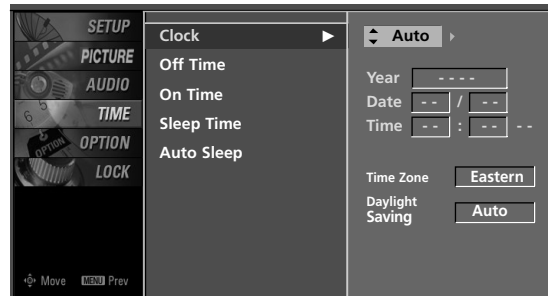 SETUP
PICTURE
AUDIO
TIME
OPTION
LOCK
Move MENU Prev
Clock
Off Time
On Time
Sleep Time
Auto Sleep
Auto
Year - - - -
Date - - / - -
Time - - : - - - -
Time Zone Eastern
Daylight
Saving Auto